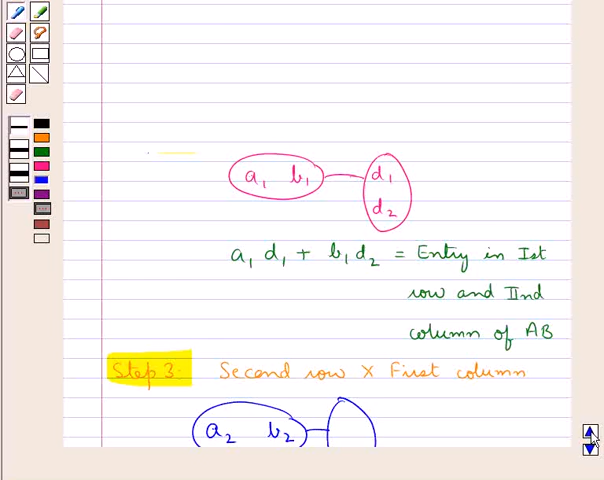 a₁ b₁ d₁
d₂
a₁ d₁ + b₁ d₂ = Entry in Ist
row and IInd
column of AB
Step 3: Second row × First column
a₂ b₂